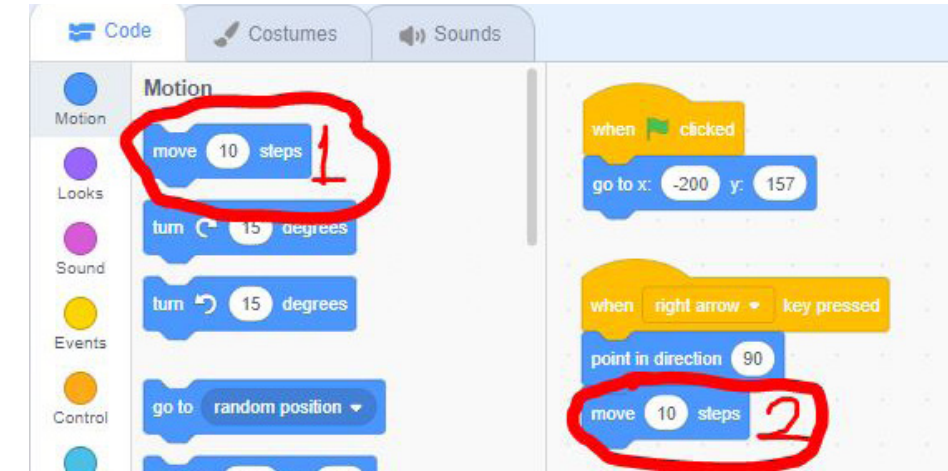 Code Costumes Sounds
Motion
Looks
Sound
Events
Control
Motion
move 10 steps 1
turn 15 degrees
turn 15 degrees
go to random position
when clicked
go to x: -200 y: 157
when right arrow key pressed
point in direction 90
move 10 steps 2